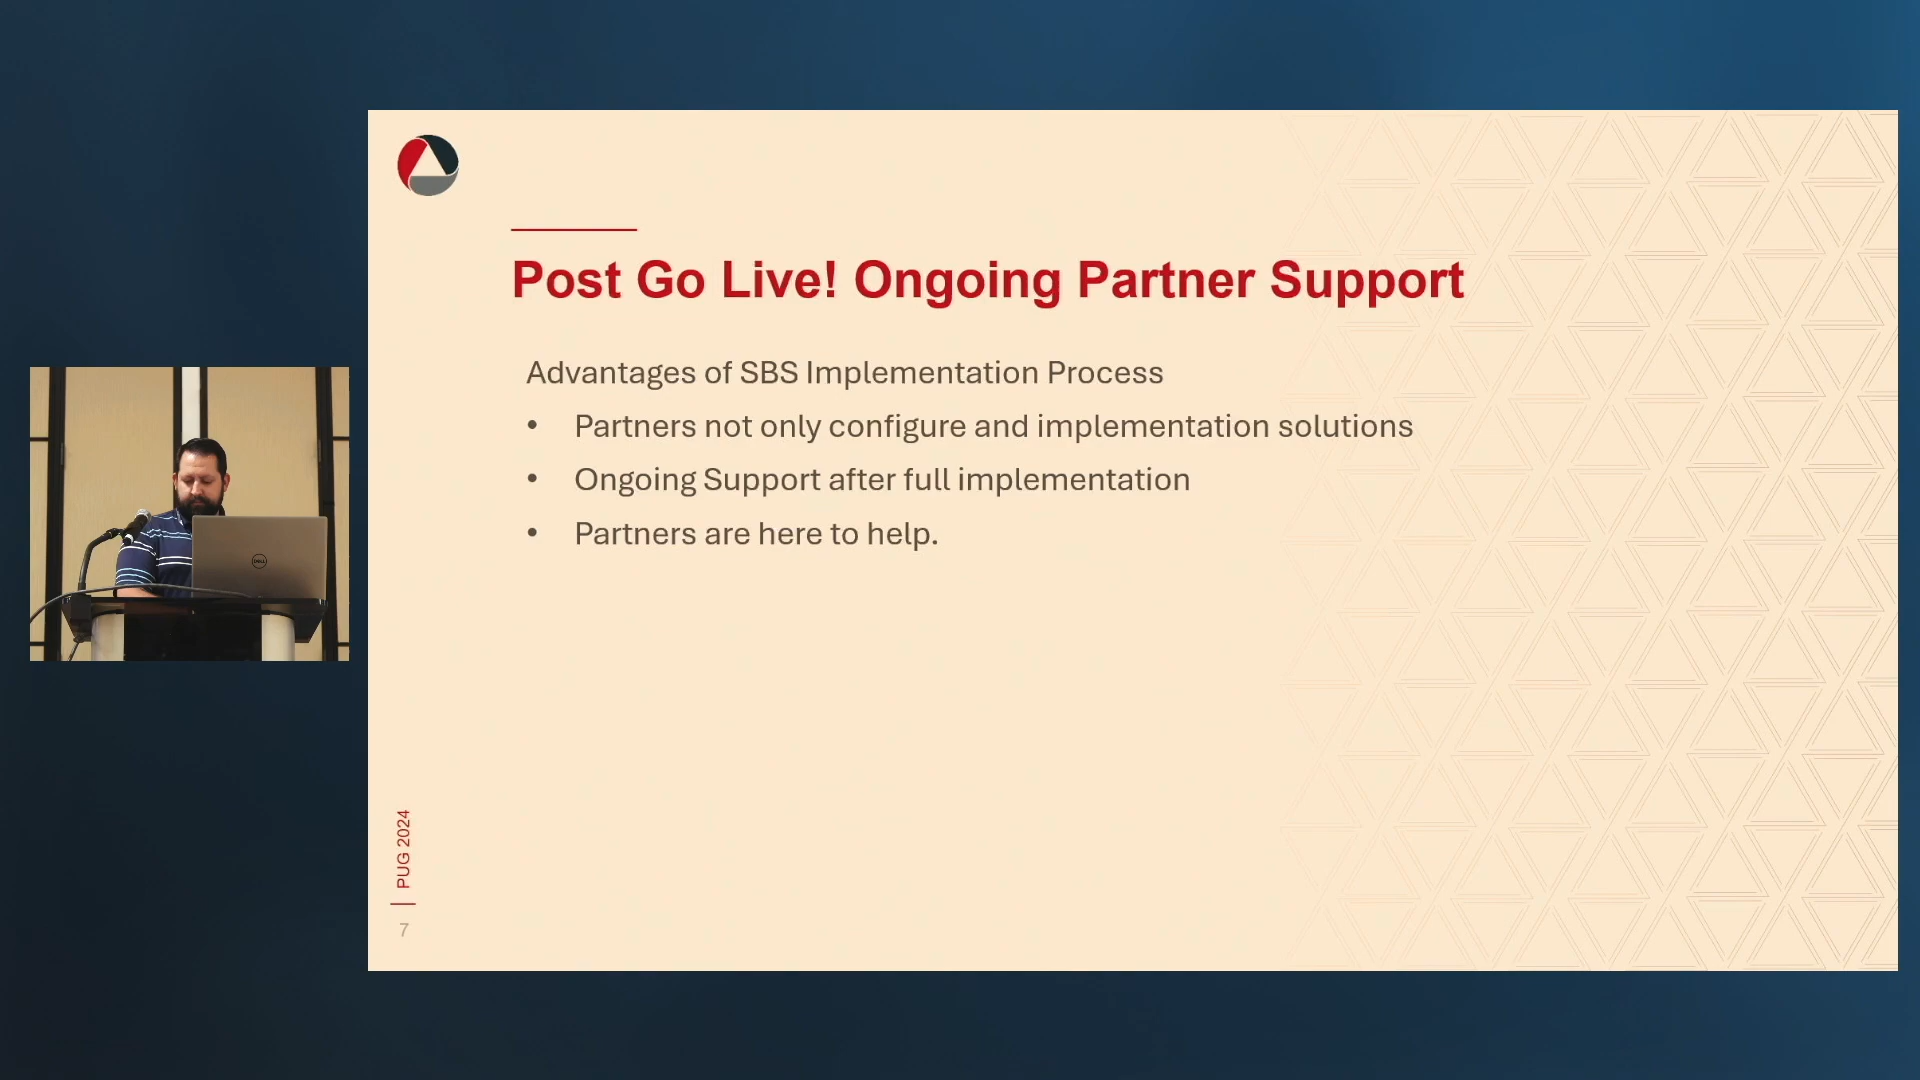 Post Go Live! Ongoing Partner Support
Advantages of SBS Implementation Process
• Partners not only configure and implementation solutions
• Ongoing Support after full implementation
• Partners are here to help.
PUG 2024
7
DELL